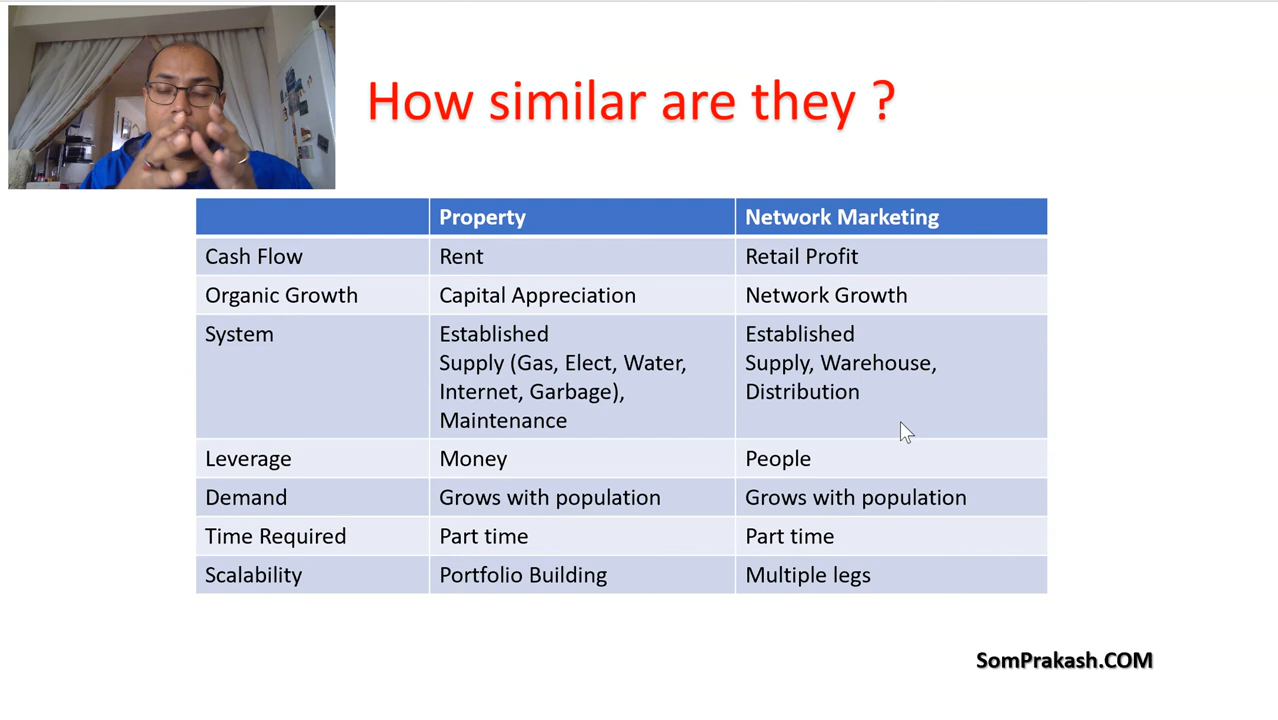 How similar are they ?
Property Network Marketing
Cash Flow Rent Retail Profit
Organic Growth Capital Appreciation Network Growth
System Established Established
Supply (Gas, Elect, Water, Supply, Warehouse,
Internet, Garbage), Distribution
Maintenance
Leverage Money People
Demand Grows with population Grows with population
Time Required Part time Part time
Scalability Portfolio Building Multiple legs
SomPrakash.COM